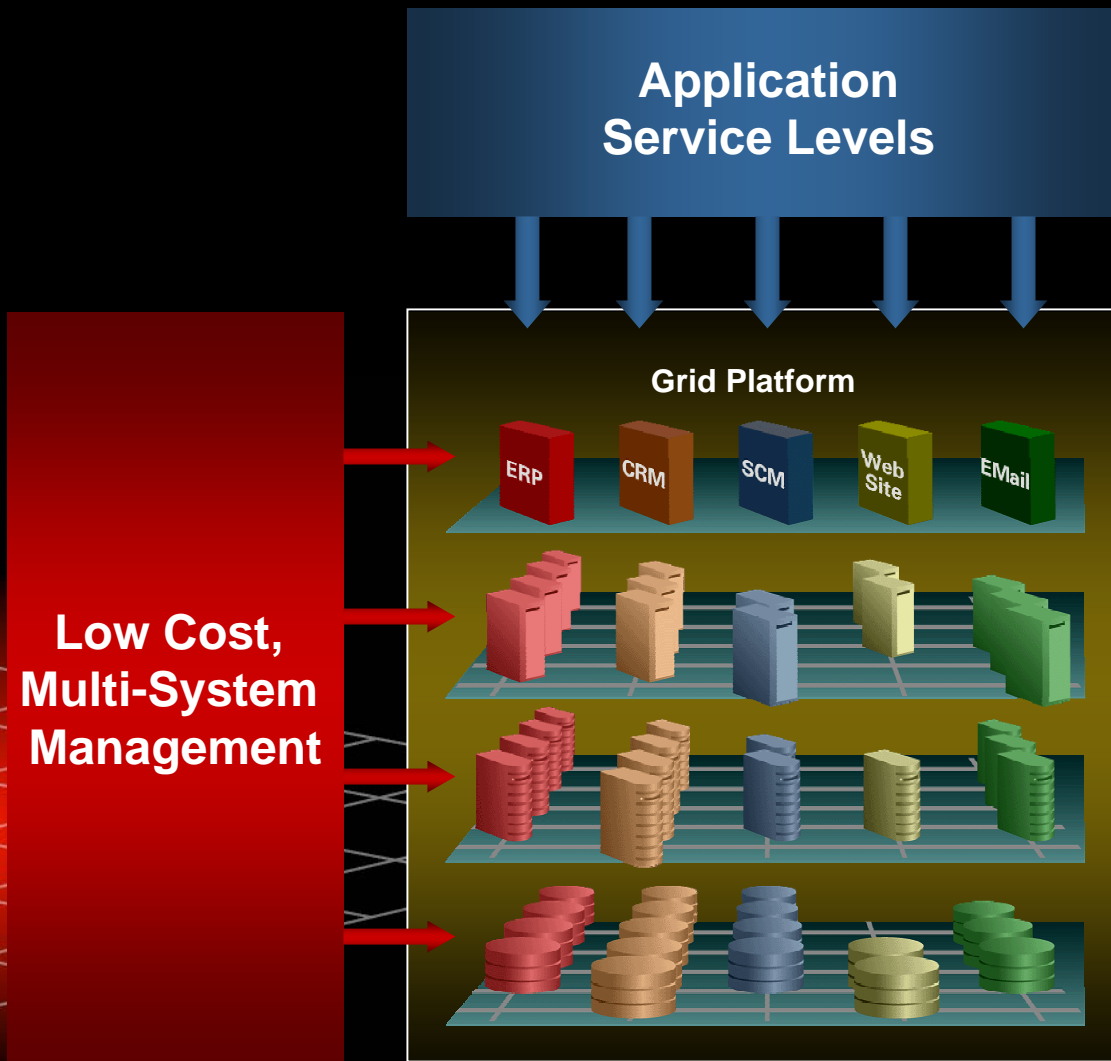 Application
Service Levels
Grid Platform
ERP
CRM
SCM
Web
Site
EMail
Low Cost,
Multi-System
Management